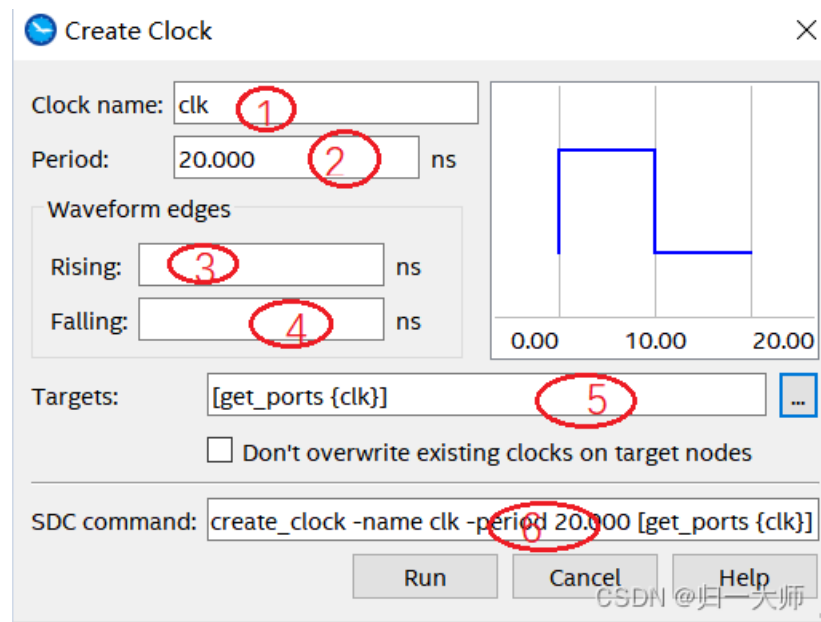 Create Clock
Clock name: clk 1
Period: 20.000 2 ns
Waveform edges
Rising: 3 ns
Falling: 4 ns
0.00 10.00 20.00
Targets: [get_ports {clk}] 5 ...
Don't overwrite existing clocks on target nodes
SDC command: create_clock -name clk -period 20.000 [get_ports {clk}] 6
Run Cancel Help
CSDN @归一大师